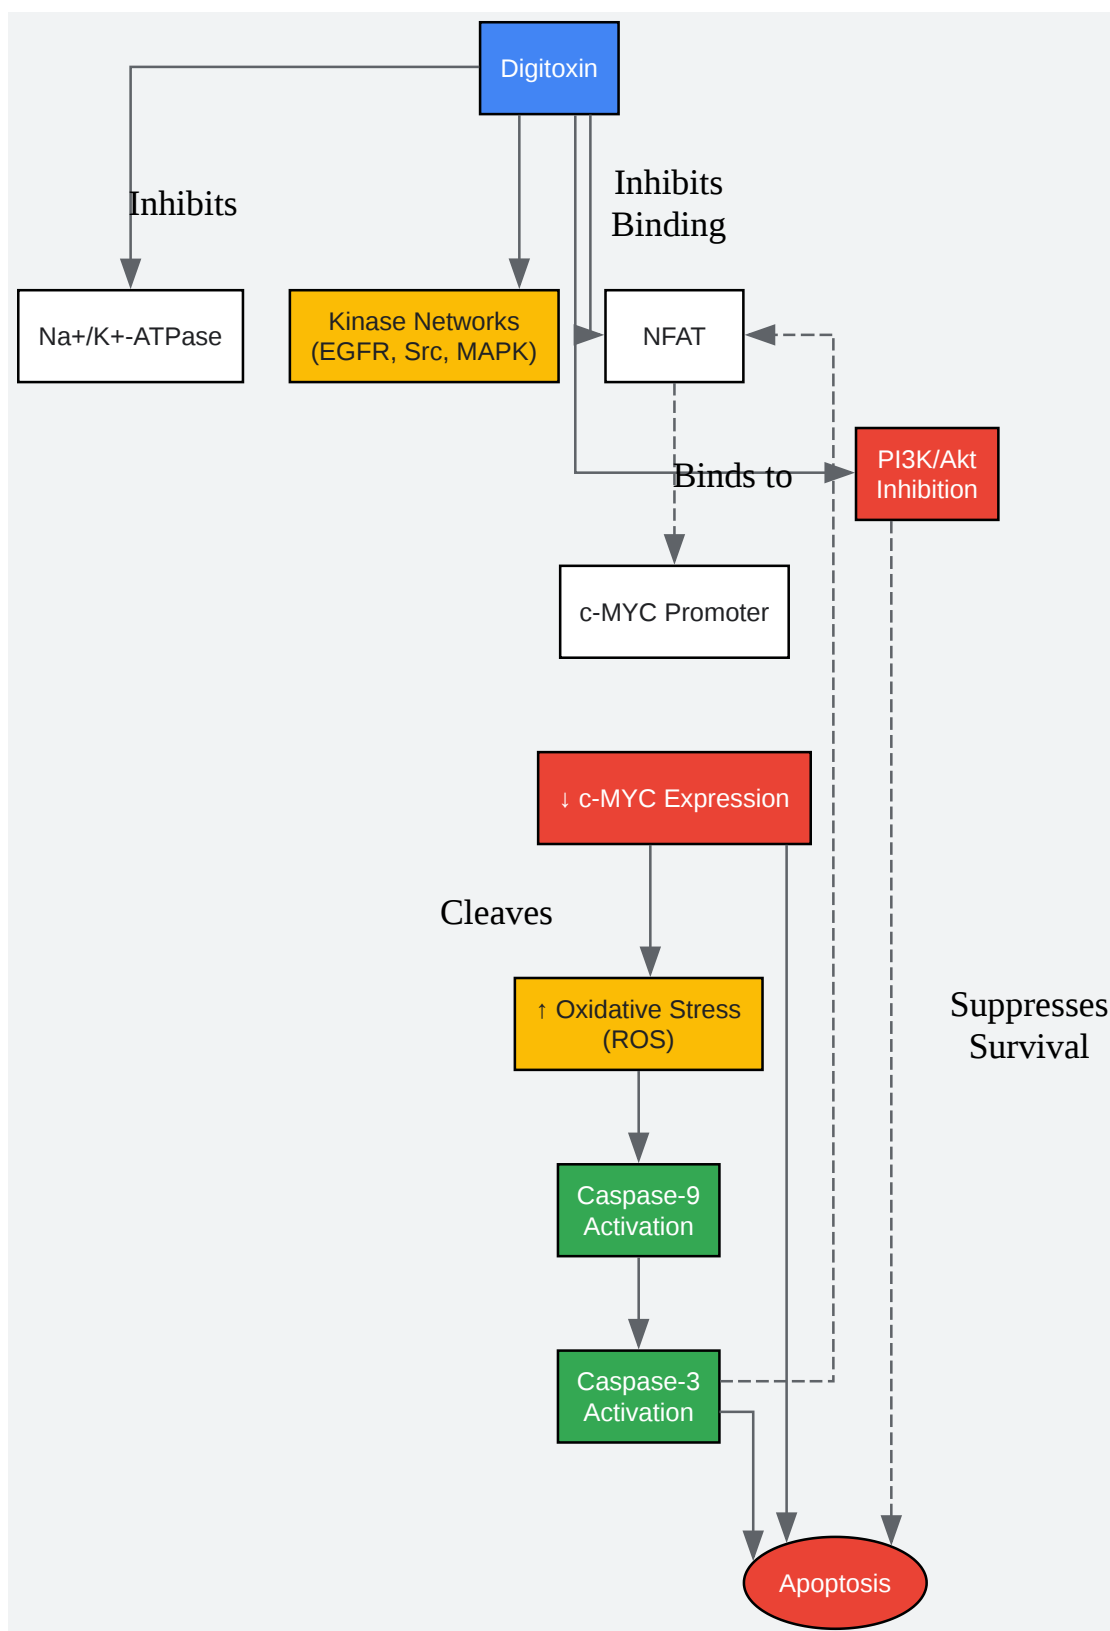 Digitoxin
Inhibits
Inhibits
Binding
Na+/K+-ATPase
Kinase Networks
(EGFR, Src, MAPK)
NFAT
Binds to
PI3K/Akt
Inhibition
c-MYC Promoter
↓ c-MYC Expression
Cleaves
↑ Oxidative Stress
(ROS)
Suppresses
Survival
Caspase-9
Activation
Caspase-3
Activation
Apoptosis